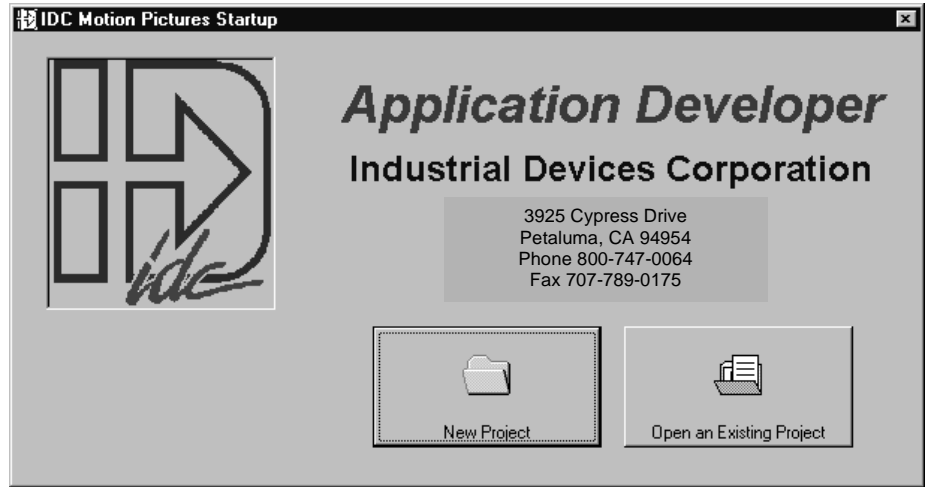 IDC Motion Pictures Startup
idc
Application Developer
Industrial Devices Corporation
3925 Cypress Drive
Petaluma, CA 94954
Phone 800-747-0064
Fax 707-789-0175
New Project
Open an Existing Project